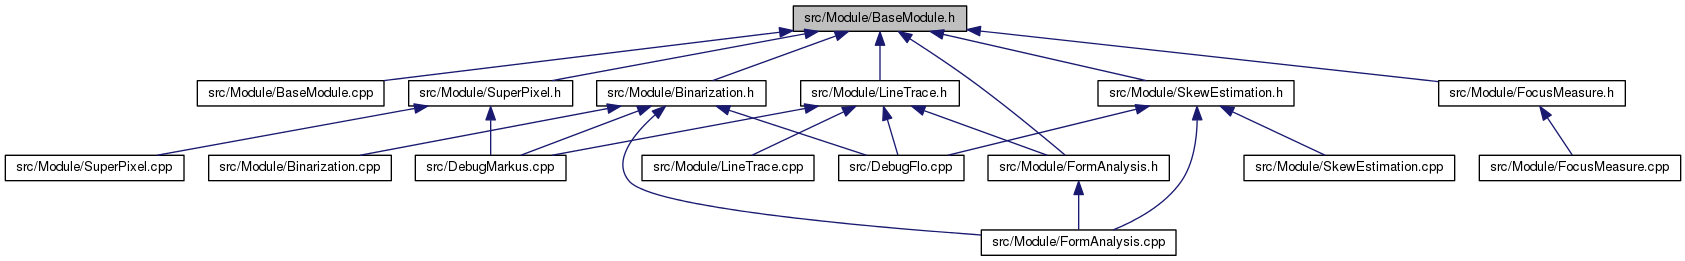 src/Module/BaseModule.h
src/Module/BaseModule.cpp
src/Module/SuperPixel.h
src/Module/Binarization.h
src/Module/LineTrace.h
src/Module/SkewEstimation.h
src/Module/FocusMeasure.h
src/Module/SuperPixel.cpp
src/Module/Binarization.cpp
src/DebugMarkus.cpp
src/Module/LineTrace.cpp
src/DebugFlo.cpp
src/Module/FormAnalysis.h
src/Module/SkewEstimation.cpp
src/Module/FocusMeasure.cpp
src/Module/FormAnalysis.cpp